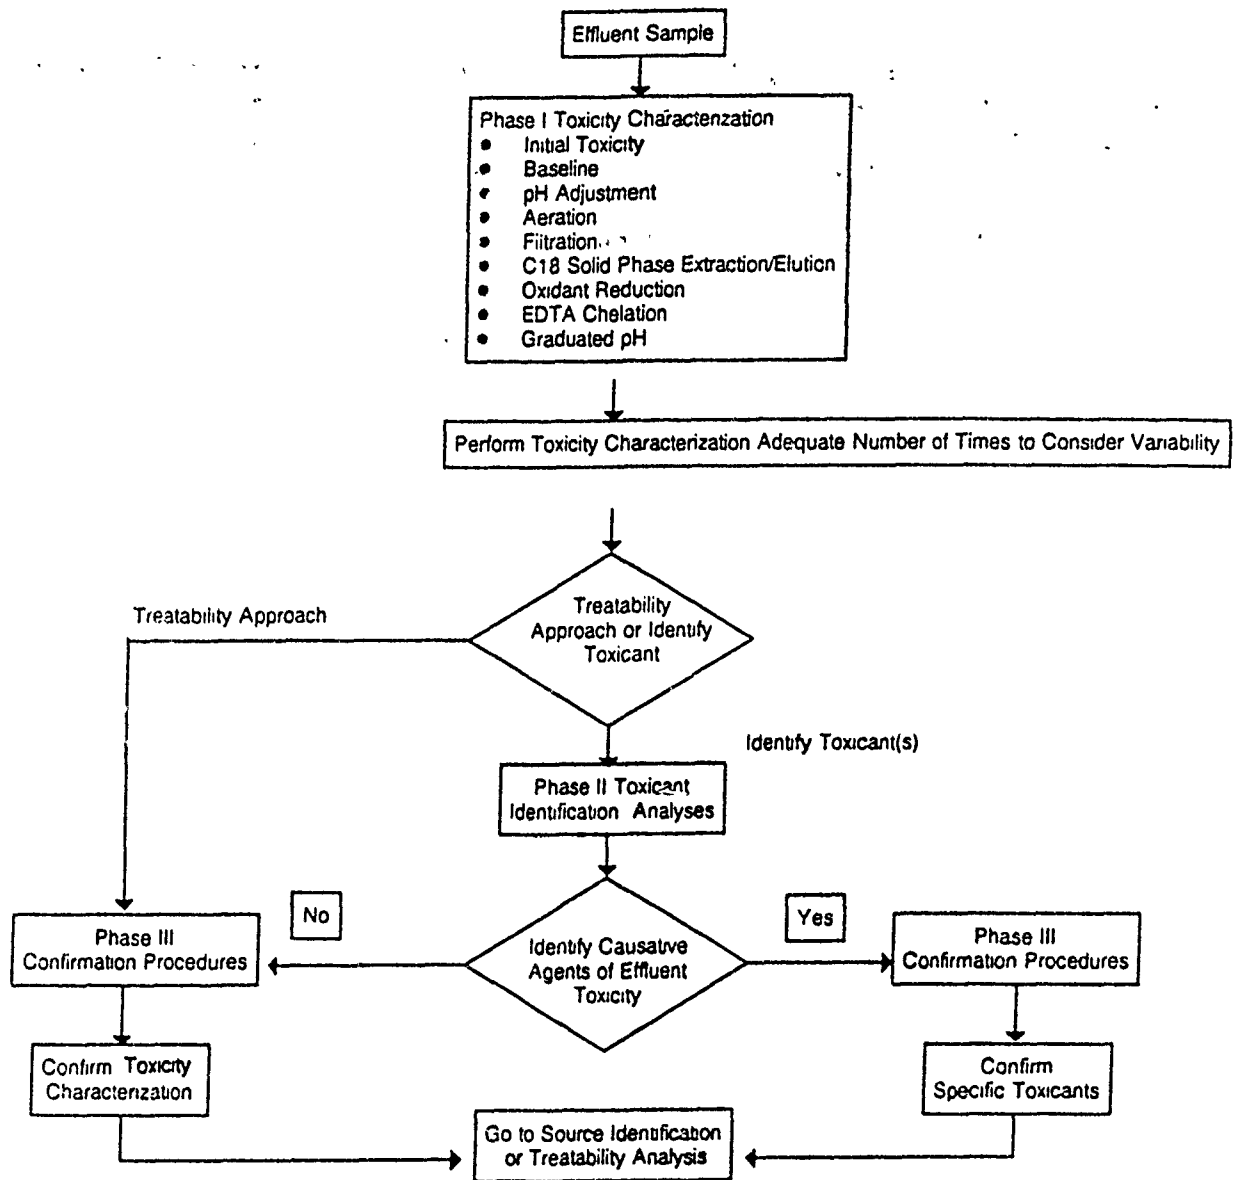 Effluent Sample
Phase I Toxicity Characterization
• Initial Toxicity
• Baseline
• pH Adjustment
• Aeration
• Filtration
• C18 Solid Phase Extraction/Elution
• Oxidant Reduction
• EDTA Chelation
• Graduated pH
Perform Toxicity Characterization Adequate Number of Times to Consider Variability
Treatability Approach
Treatability
Approach or Identify
Toxicant
Identify Toxicant(s)
Phase II Toxicant
Identification Analyses
No
Yes
Phase III
Confirmation Procedures
Identify Causative
Agents of Effluent
Toxicity
Phase III
Confirmation Procedures
Confirm Toxicity
Characterization
Confirm
Specific Toxicants
Go to Source Identification
or Treatability Analysis